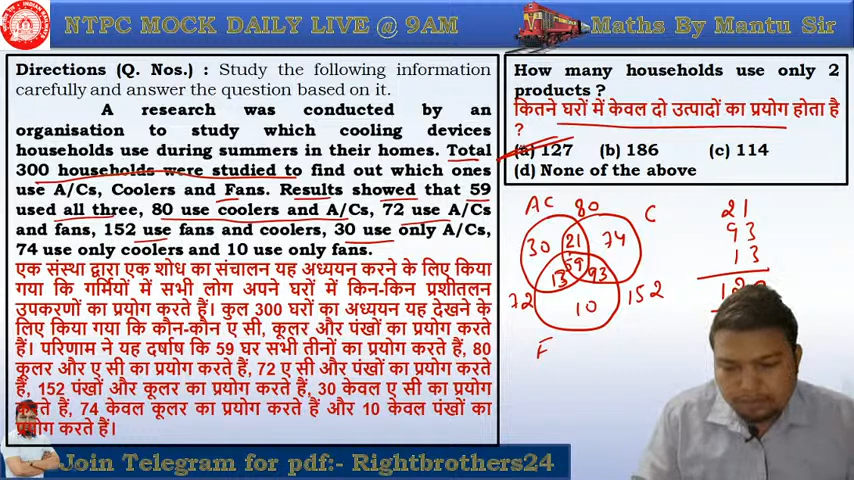 NTPC MOCK DAILY LIVE @ 9AM
Maths By Mantu Sir
Directions (Q. Nos.) : Study the following information
carefully and answer the question based on it.
A research was conducted by an
organisation to study which cooling devices
households use during summers in their homes. Total
300 households were studied to find out which ones
use A/Cs, Coolers and Fans. Results showed that 59
used all three, 80 use coolers and A/Cs, 72 use A/Cs
and fans, 152 use fans and coolers, 30 use only A/Cs,
74 use only coolers and 10 use only fans.
एक संस्था द्वारा एक शोध का संचालन यह अध्ययन करने के लिए किया
गया कि गर्मियों में सभी लोग अपने घरों में किन-किन प्रशीतलन
उपकरणों का प्रयोग करते हैं। कुल 300 घरों का अध्ययन यह देखने के
लिए किया गया कि कौन-कौन ए सी, कूलर और पंखों का प्रयोग करते
हैं। परिणाम ने यह दर्शाष कि 59 घर सभी तीनों का प्रयोग करते हैं, 80
कूलर और ए सी का प्रयोग करते हैं, 72 ए सी और पंखों का प्रयोग करते
हैं, 152 पंखों और कूलर का प्रयोग करते हैं, 30 केवल ए सी का प्रयोग
करते हैं, 74 केवल कूलर का प्रयोग करते हैं और 10 केवल पंखों का
प्रयोग करते हैं।
How many households use only 2
products ?
कितने घरों में केवल दो उत्पादों का प्रयोग होता है
?
(a) 127 (b) 186 (c) 114
(d) None of the above
AC 80 C
30 21 74
59
13 93
72 10 152
F
21
93
13
Join Telegram for pdf:- Rightbrothers24